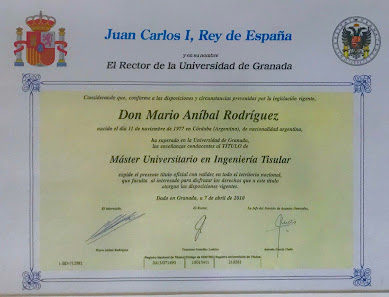 Juan Carlos I, Rey de España
y en su nombre
El Rector de la Universidad de Granada
Considerando que, conforme a las disposiciones y circunstancias prevenidas por la legislación vigente,
Don Mario Aníbal Rodríguez
nacido el día 11 de noviembre de 1977 en Córdoba (Argentina), de nacionalidad argentina,
ha superado en la Universidad de Granada,
las enseñanzas conducentes al TÍTULO de
Máster Universitario en Ingeniería Tisular
expide el presente título oficial con validez en todo el territorio nacional,
que faculta al interesado para disfrutar los derechos que a este título
otorgan las disposiciones vigentes.
Dado en Granada, a 7 de abril de 2010
El interesado,
El Rector,